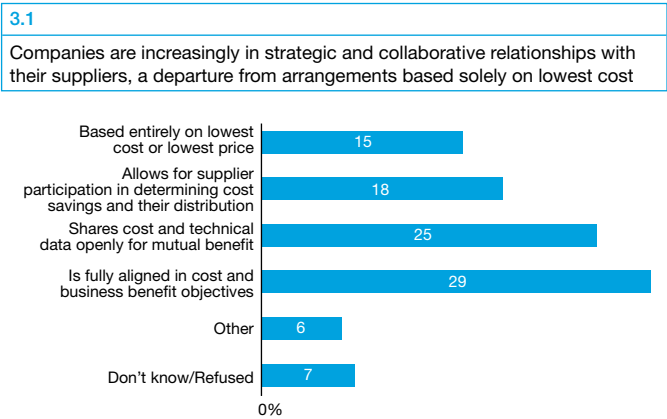 3.1
Companies are increasingly in strategic and collaborative relationships with
their suppliers, a departure from arrangements based solely on lowest cost
Based entirely on lowest
cost or lowest price
15
Allows for supplier
participation in determining cost
savings and their distribution
18
Shares cost and technical
data openly for mutual benefit
25
Is fully aligned in cost and
business benefit objectives
29
Other
6
Don't know/Refused
7
0%